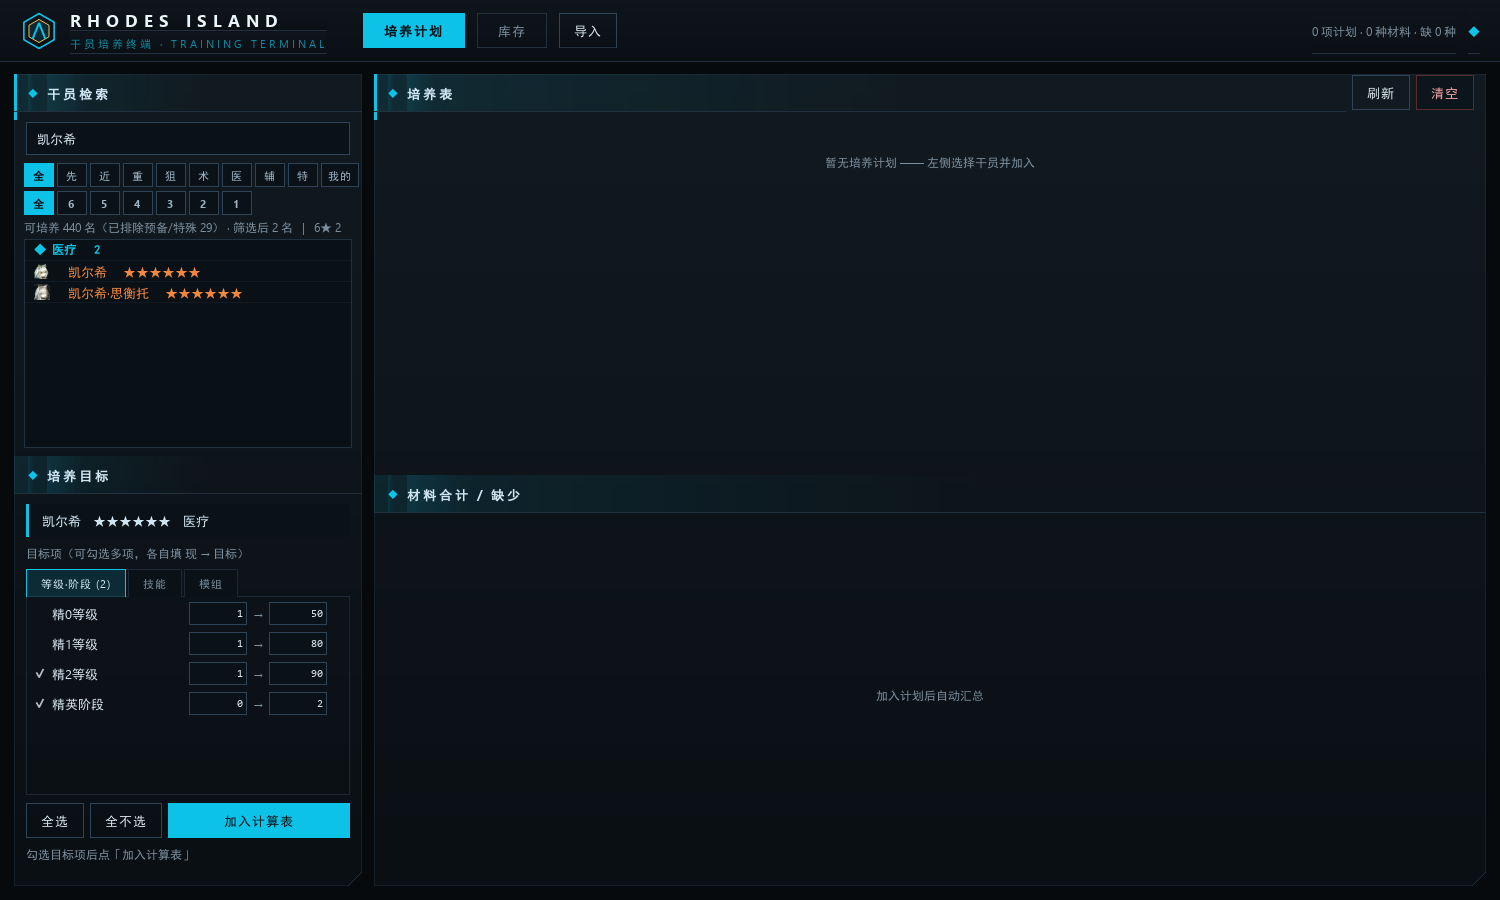 RHODES ISLAND
干员培养终端 · TRAINING TERMINAL
培养计划
库存
导入
0 项计划 · 0 种材料 · 缺 0 种
干员检索
凯尔希
全 先 近 重 狙 术 医 辅 特 我的
全 6 5 4 3 2 1
可培养 440 名（已排除预备/特殊 29） · 筛选后 2 名 | 6★ 2
医疗 2
凯尔希 ★★★★★★
凯尔希·思衡托 ★★★★★★
培养目标
凯尔希 ★★★★★★ 医疗
目标项（可勾选多项，各自填 现 → 目标）
等级·阶段 (2) 技能 模组
精0等级 1 → 50
精1等级 1 → 80
✓ 精2等级 1 → 90
✓ 精英阶段 0 → 2
全选 全不选 加入计算表
勾选目标项后点「加入计算表」
培养表
刷新
清空
暂无培养计划 —— 左侧选择干员并加入
材料合计 / 缺少
加入计划后自动汇总